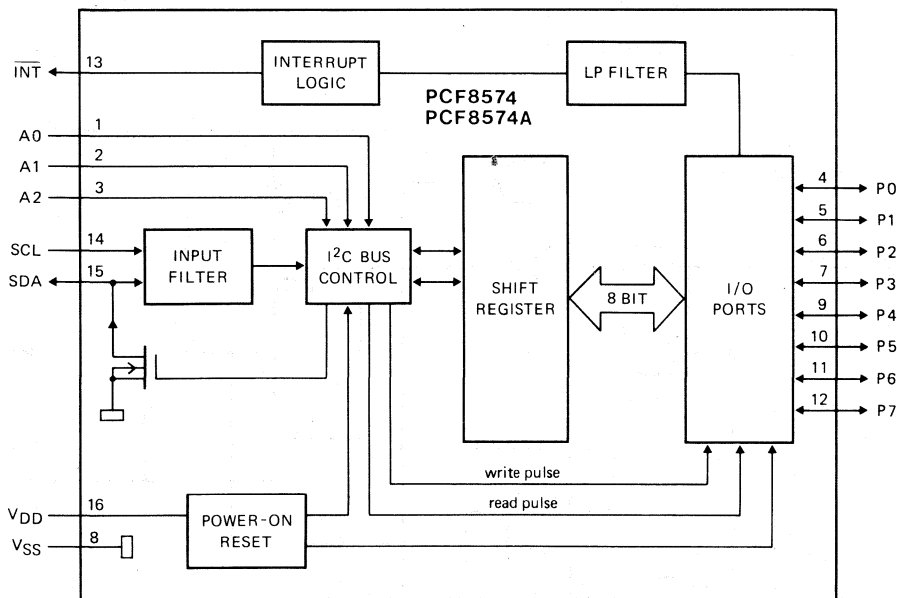 INT 13
INTERRUPT
LOGIC
LP FILTER
PCF8574
PCF8574A
A0 1
A1 2
A2 3
SCL 14
SDA 15
INPUT
FILTER
I²C BUS
CONTROL
SHIFT
REGISTER
8 BIT
I/O
PORTS
4 P0
5 P1
6 P2
7 P3
9 P4
10 P5
11 P6
12 P7
write pulse
read pulse
VDD 16
VSS 8
POWER-ON
RESET